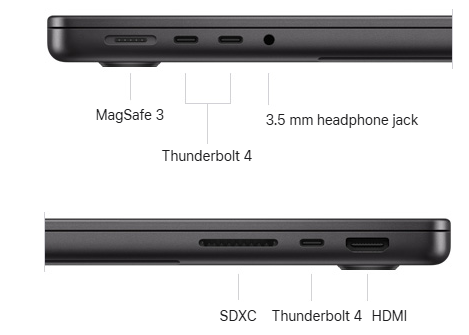 MagSafe 3
3.5 mm headphone jack
Thunderbolt 4
SDXC
Thunderbolt 4
HDMI